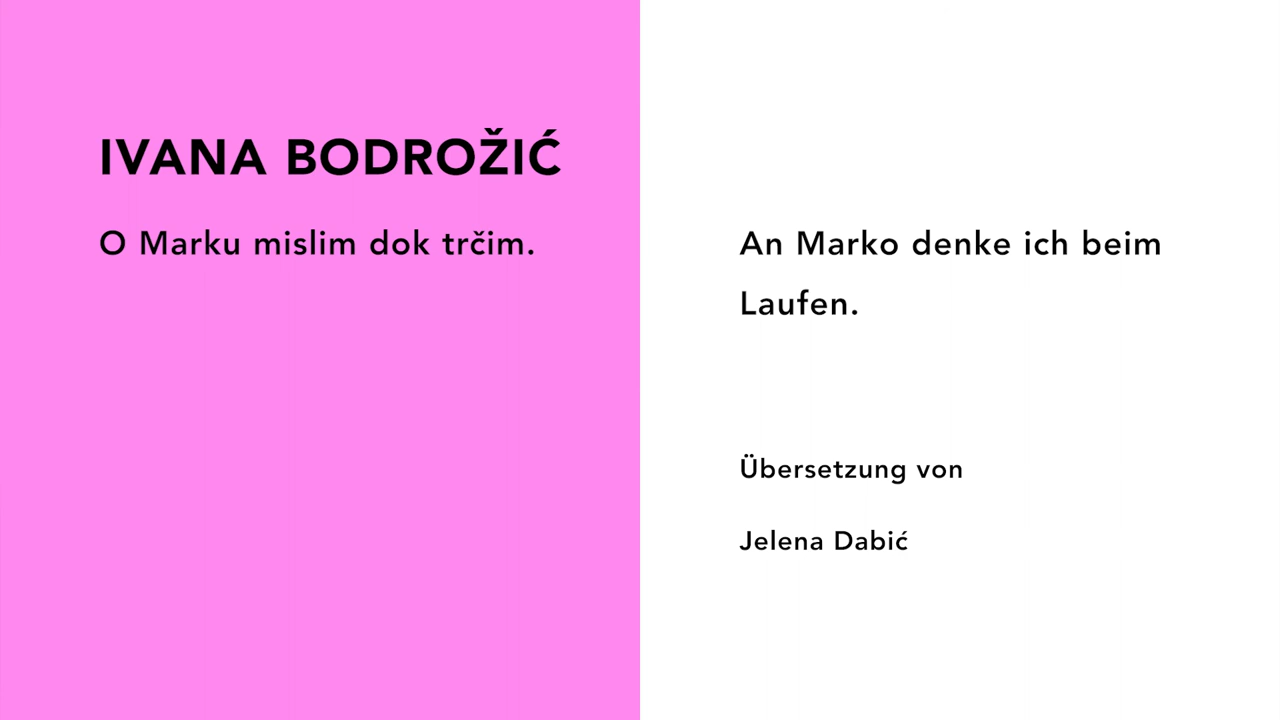 IVANA BODROŽIĆ
O Marku mislim dok trčim.
An Marko denke ich beim
Laufen.
Übersetzung von
Jelena Dabić